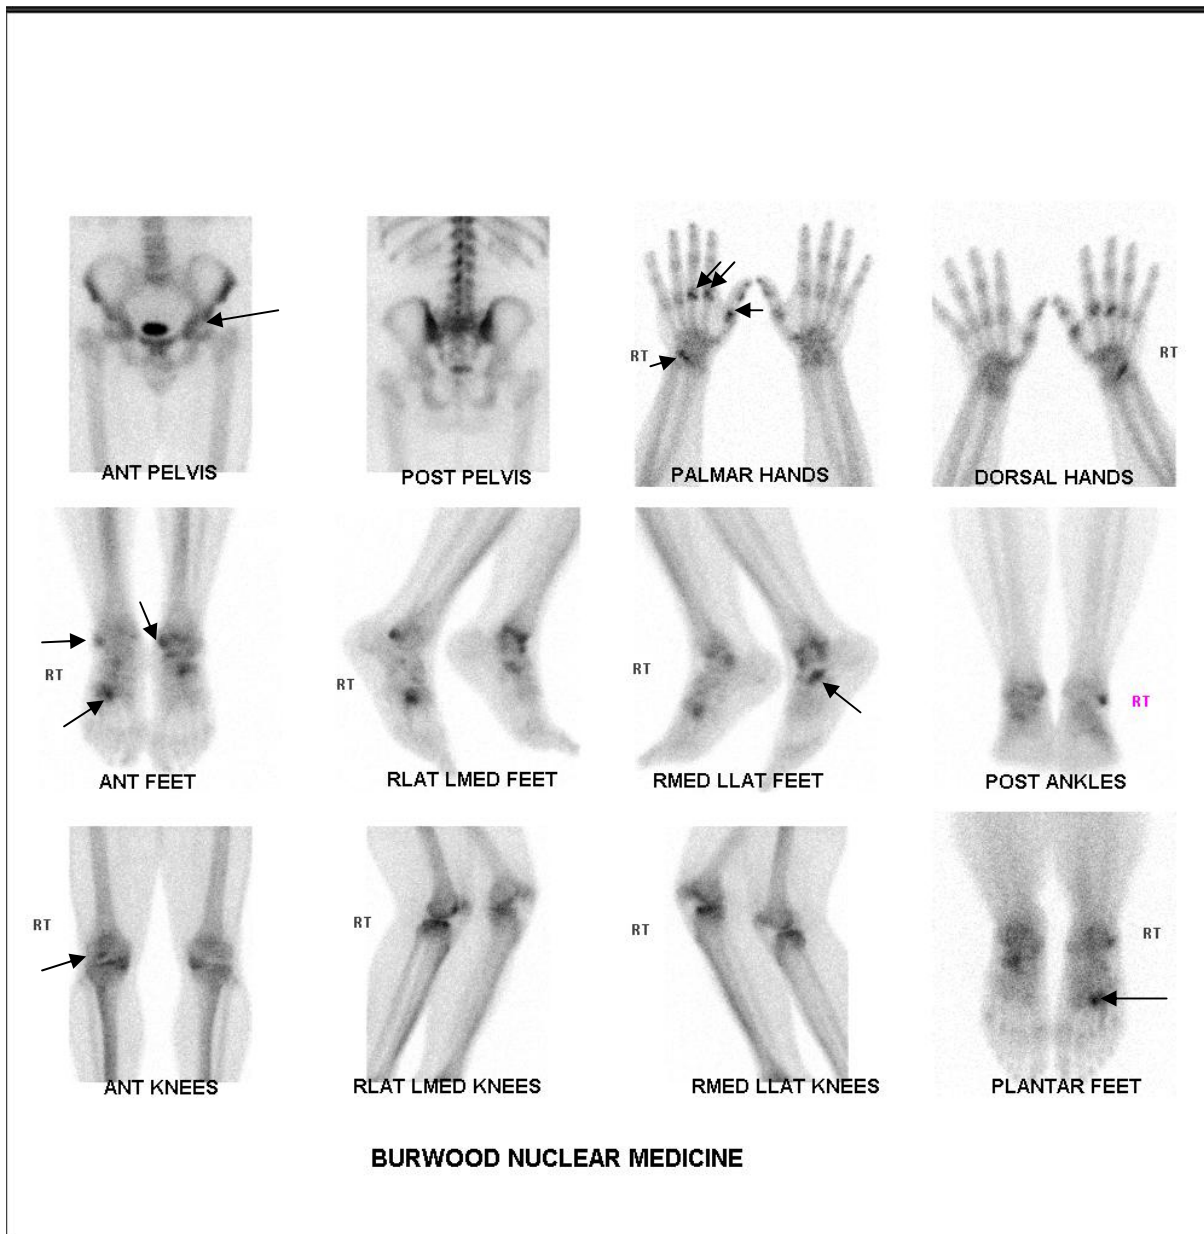 RT
ANT PELVIS
POST PELVIS
PALMAR HANDS
RT
DORSAL HANDS
RT
ANT FEET
RT
RLAT LMED FEET
RT
RMED LLAT FEET
RT
POST ANKLES
RT
ANT KNEES
RT
RLAT LMED KNEES
RT
RMED LLAT KNEES
RT
PLANTAR FEET
BURWOOD NUCLEAR MEDICINE